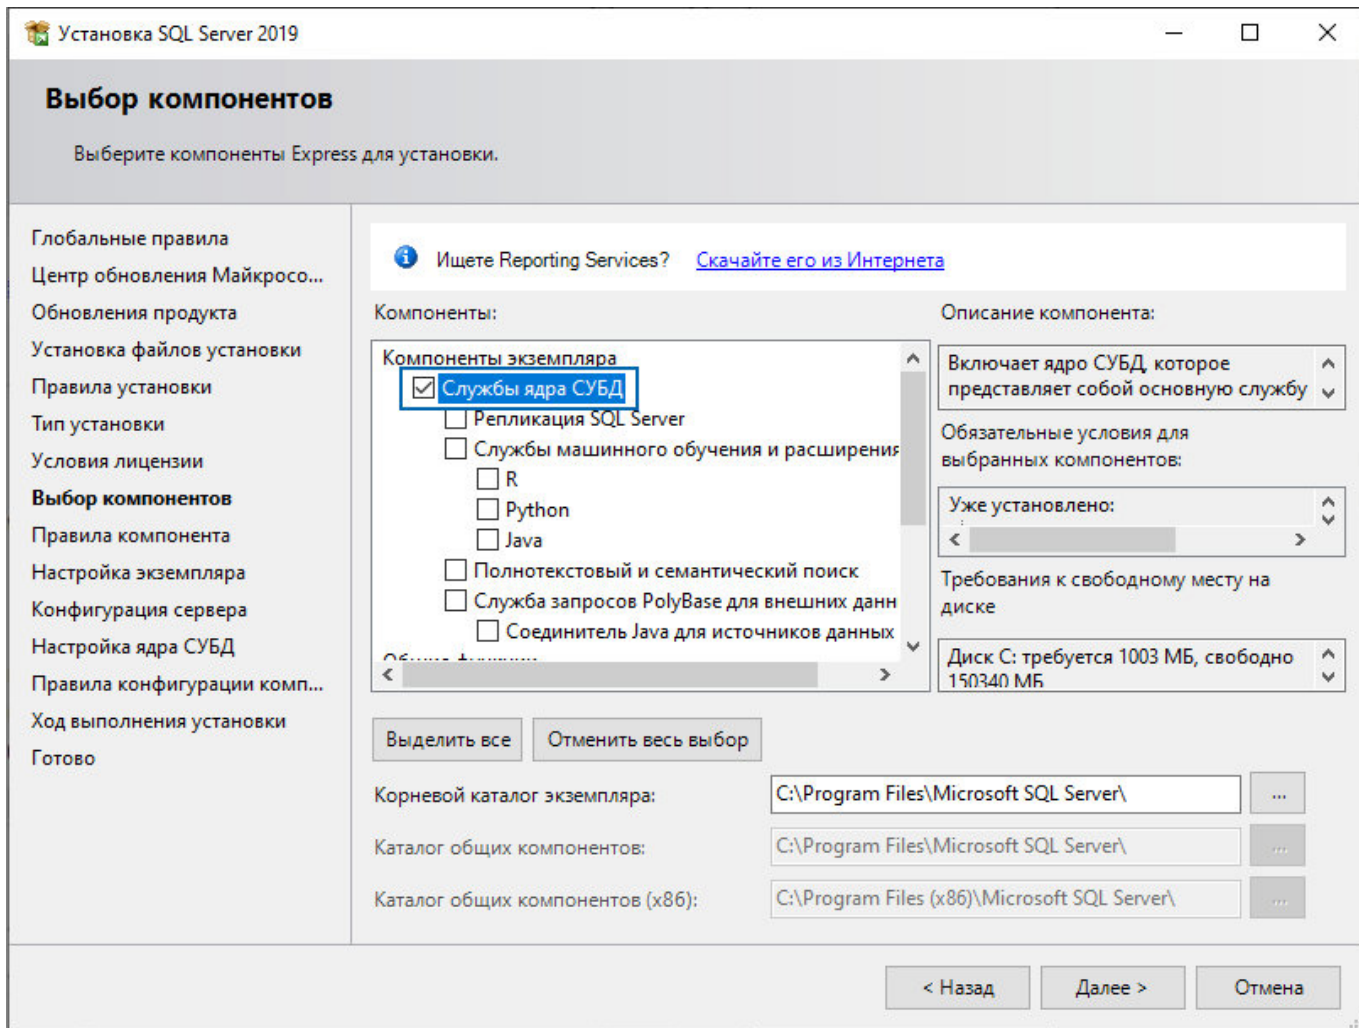 Установка SQL Server 2019
Выбор компонентов
Выберите компоненты Express для установки.
Глобальные правила
Центр обновления Майкросо...
Обновления продукта
Установка файлов установки
Правила установки
Тип установки
Условия лицензии
Выбор компонентов
Правила компонента
Настройка экземпляра
Конфигурация сервера
Настройка ядра СУБД
Правила конфигурации комп...
Ход выполнения установки
Готово
Ищете Reporting Services? Скачайте его из Интернета
Компоненты:
Компоненты экземпляра
Службы ядра СУБД
Репликация SQL Server
Службы машинного обучения и расширения
R
Python
Java
Полнотекстовый и семантический поиск
Служба запросов PolyBase для внешних данн
Соединитель Java для источников данных
Описание компонента:
Включает ядро СУБД, которое
представляет собой основную службу
Обязательные условия для
выбранных компонентов:
Уже установлено:
Требования к свободному месту на
диске
Диск C: требуется 1003 МБ, свободно
150340 МБ
Выделить все Отменить весь выбор
Корневой каталог экземпляра: C:\Program Files\Microsoft SQL Server\ ...
Каталог общих компонентов: C:\Program Files\Microsoft SQL Server\ ...
Каталог общих компонентов (x86): C:\Program Files (x86)\Microsoft SQL Server\ ...
< Назад Далее > Отмена